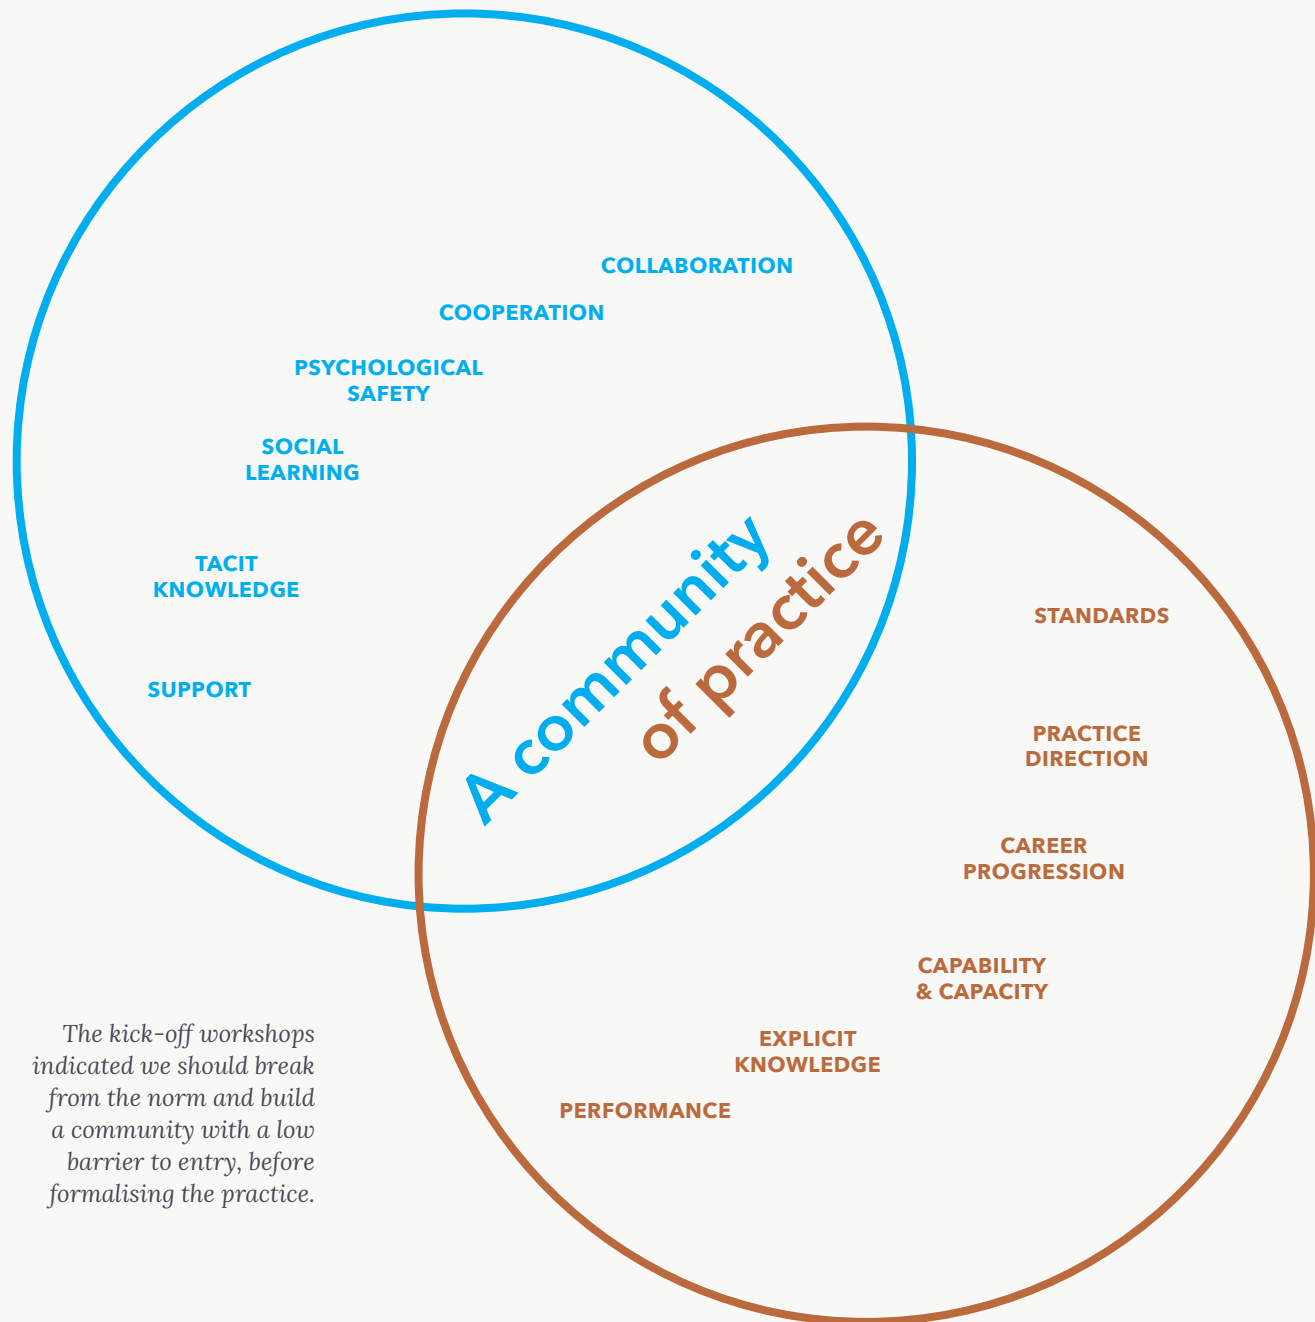 COLLABORATION
COOPERATION
PSYCHOLOGICAL
SAFETY
SOCIAL
LEARNING
TACIT
KNOWLEDGE
SUPPORT
A community
of practice
STANDARDS
PRACTICE
DIRECTION
CAREER
PROGRESSION
CAPABILITY
& CAPACITY
EXPLICIT
KNOWLEDGE
PERFORMANCE
The kick-off workshops
indicated we should break
from the norm and build
a community with a low
barrier to entry, before
formalising the practice.